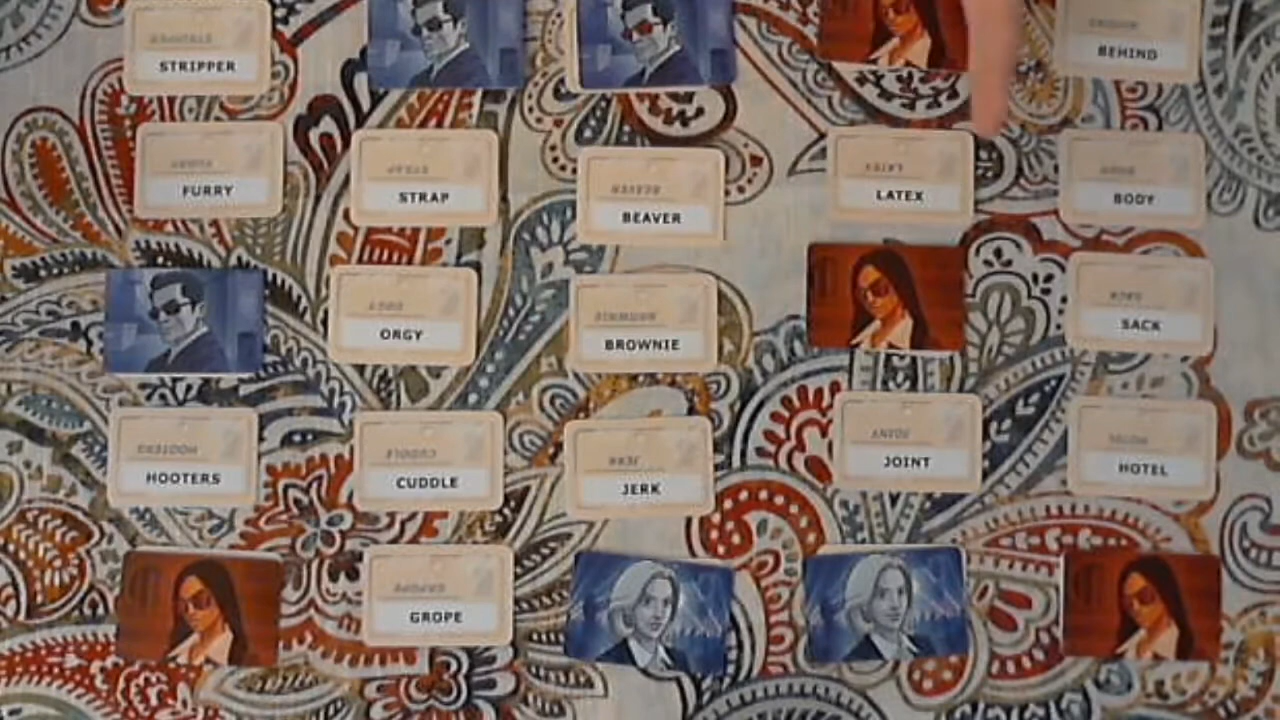 STRIPPER
BEHIND
FURRY
STRAP
BEAVER
LATEX
BODY
ORGY
BROWNIE
SACK
HOOTERS
CUDDLE
JERK
JOINT
HOTEL
GROPE